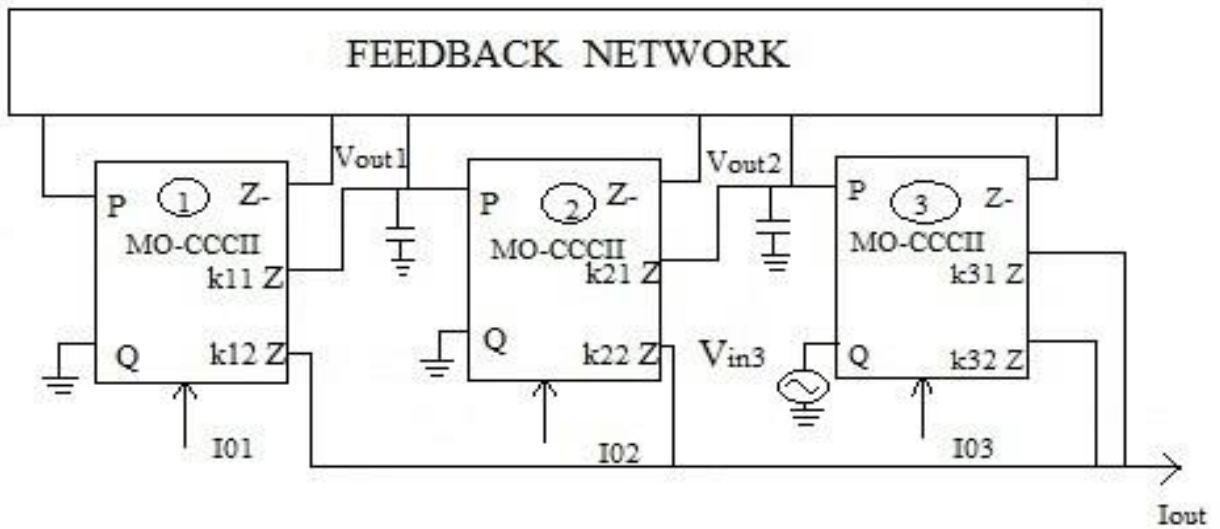 FEEDBACK NETWORK
Vout1
Vout2
P
1
Z-
MO-CCCII
k11 Z
Q
k12 Z
I01
P
2
Z-
MO-CCCII
k21 Z
Q
k22 Z
I02
Vin3
P
3
Z-
MO-CCCII
k31 Z
Q
k32 Z
I03
Iout